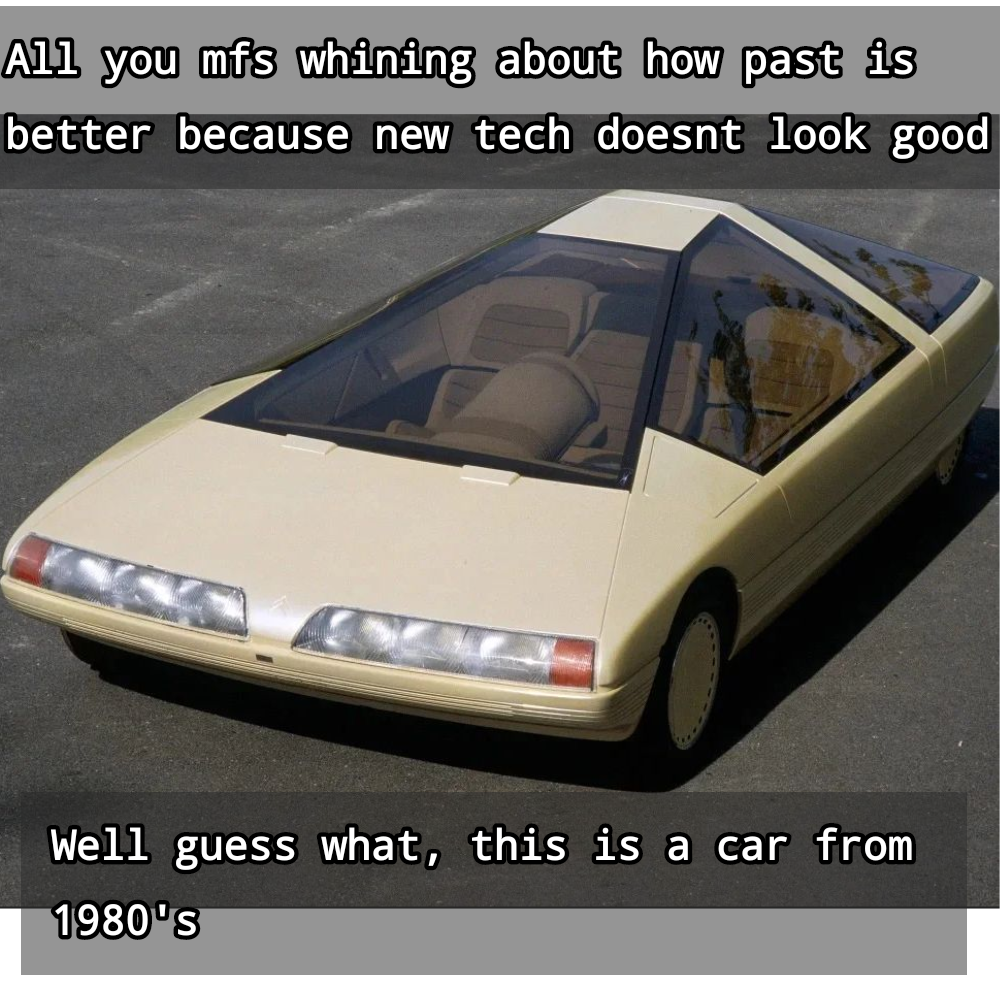 All you mfs whining about how past is
better because new tech doesnt look good
Well guess what, this is a car from
1980's